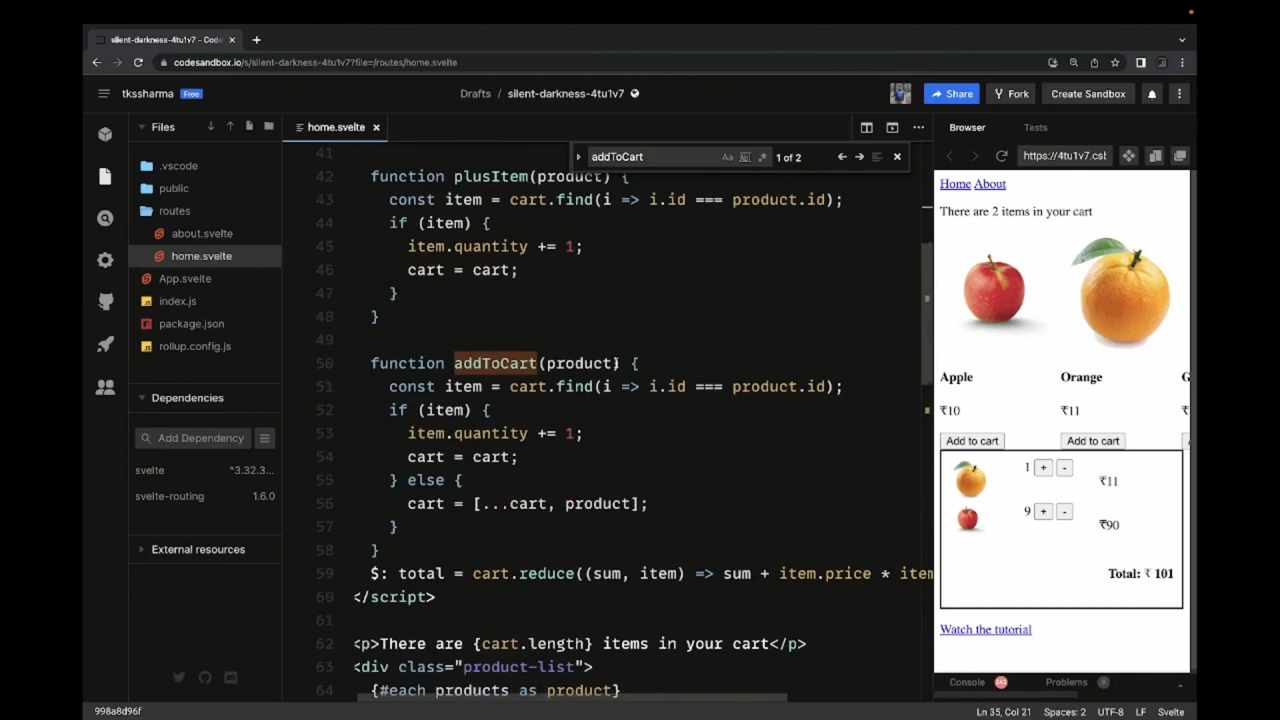 silent-darkness-4tu1v7 - Code
codesandbox.io/s/silent-darkness-4tu1v7?file=/routes/home.svelte
tkssharma Free
Drafts / silent-darkness-4tu1v7
Share
Fork
Create Sandbox
Files
home.svelte
Browser
Tests
addToCart
1 of 2
https://4tu1v7.csl
.vscode
public
routes
about.svelte
home.svelte
App.svelte
index.js
package.json
rollup.config.js
Dependencies
Add Dependency
svelte ^3.32.3...
svelte-routing 1.6.0
External resources
41
42 function plusItem(product) {
43 const item = cart.find(i => i.id === product.id);
44 if (item) {
45 item.quantity += 1;
46 cart = cart;
47 }
48 }
49
50 function addToCart(product) {
51 const item = cart.find(i => i.id === product.id);
52 if (item) {
53 item.quantity += 1;
54 cart = cart;
55 } else {
56 cart = [...cart, product];
57 }
58 }
59 $: total = cart.reduce((sum, item) => sum + item.price * item
60 </script>
61
62 <p>There are {cart.length} items in your cart</p>
63 <div class="product-list">
64 {#each products as product}
Home About
There are 2 items in your cart
Apple Orange G
₹10 ₹11 ₹
Add to cart Add to cart
1 + - ₹11
9 + - ₹90
Total: ₹ 101
Watch the tutorial
Console 243 Problems 0
998a8d96f
Ln 35, Col 21 Spaces: 2 UTF-8 LF Svelte